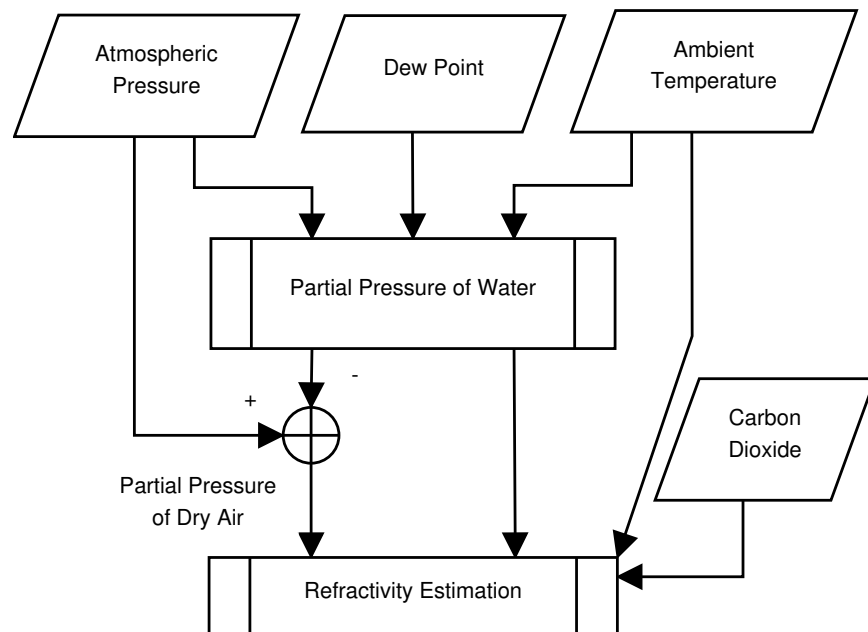 Atmospheric
Pressure
Dew Point
Ambient
Temperature
Partial Pressure of Water
-
+
Carbon
Dioxide
Partial Pressure
of Dry Air
Refractivity Estimation